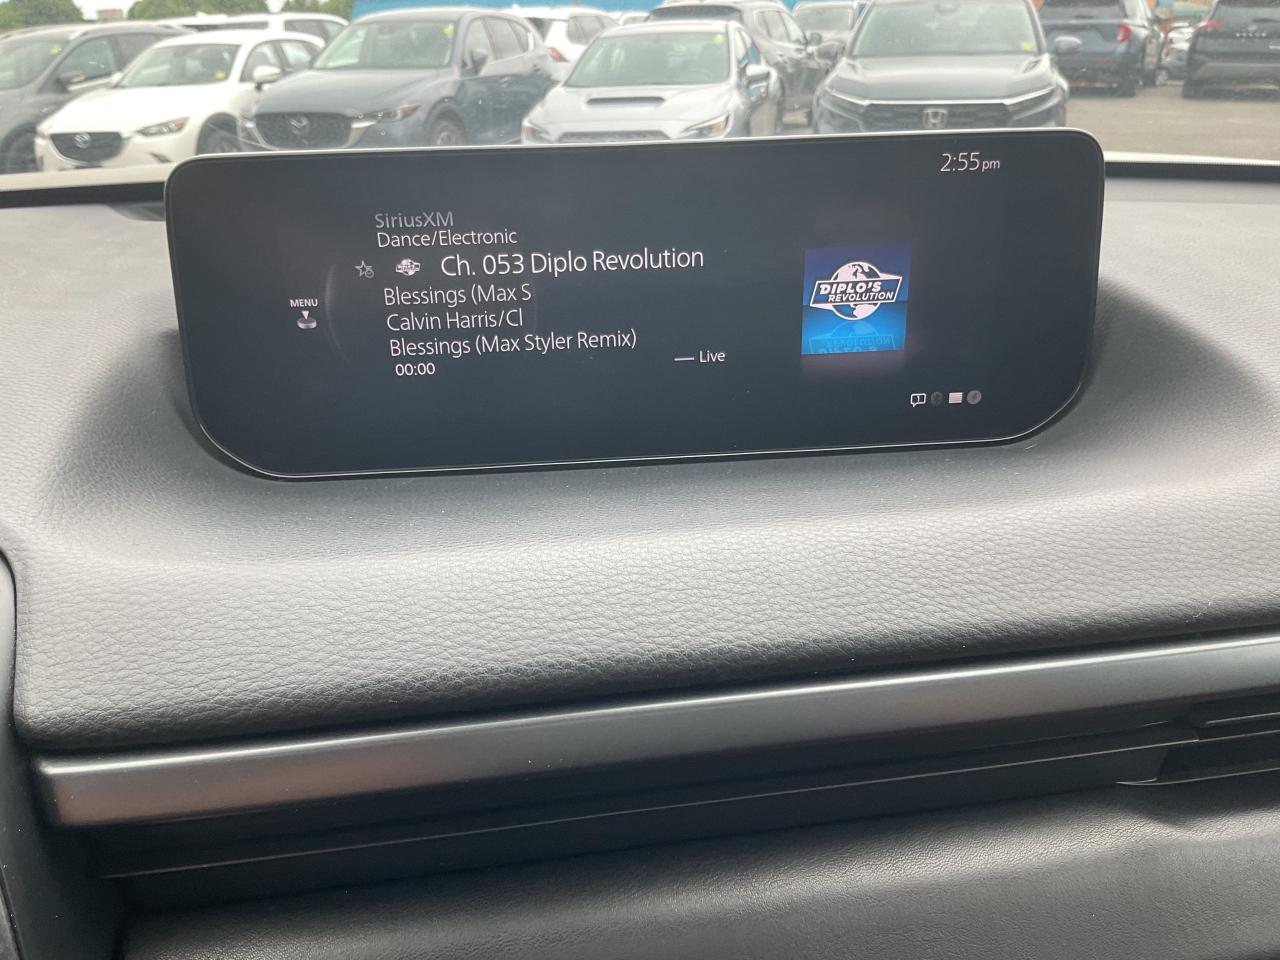 2:55pm
SiriusXM
Dance/Electronic
Ch. 053 Diplo Revolution
Blessings (Max S
Calvin Harris/Cl
Blessings (Max Styler Remix)
00:00
Live
MENU
DIPLO'S
REVOLUTION